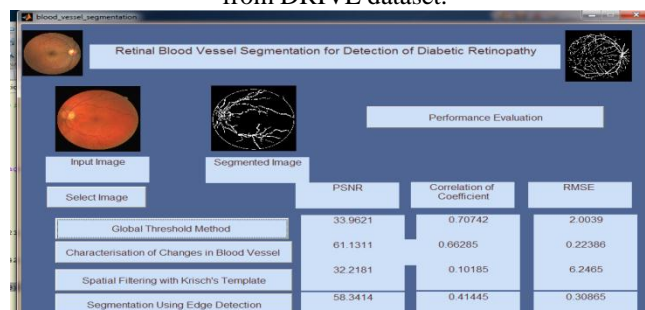 from DRIVE dataset.
blood_vessel_segmentation
Retinal Blood Vessel Segmentation for Detection of Diabetic Retinopathy
Performance Evaluation
Input Image Segmented Image
Select Image
PSNR Correlation of Coefficient RMSE
Global Threshold Method 33.9621 0.70742 2.0039
Characterisation of Changes in Blood Vessel 61.1311 0.66285 0.22386
Spatial Filtering with Krisch's Template 32.2181 0.10185 6.2465
Segmentation Using Edge Detection 58.3414 0.41445 0.30865